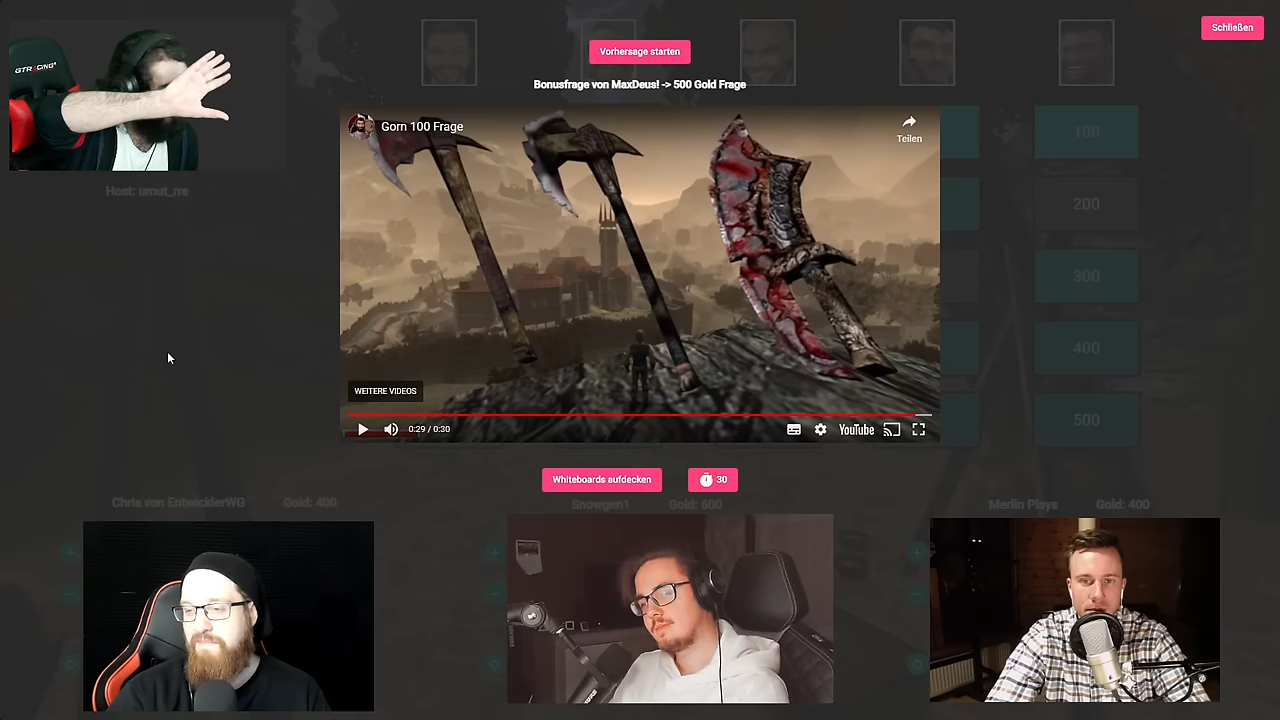 Schließen
Vorhersage starten
Bonusfrage von MaxDeus! -> 500 Gold Frage
GTRACING
Gorn 100 Frage
Teilen
100
Host: umut_rre
200
300
400
WEITERE VIDEOS
500
0:29 / 0:30
YouTube
Whiteboards aufdecken
30
Chris von EntwicklerWG
Gold: 400
Snowgen1
Gold: 600
Merlin Plays
Gold: 400